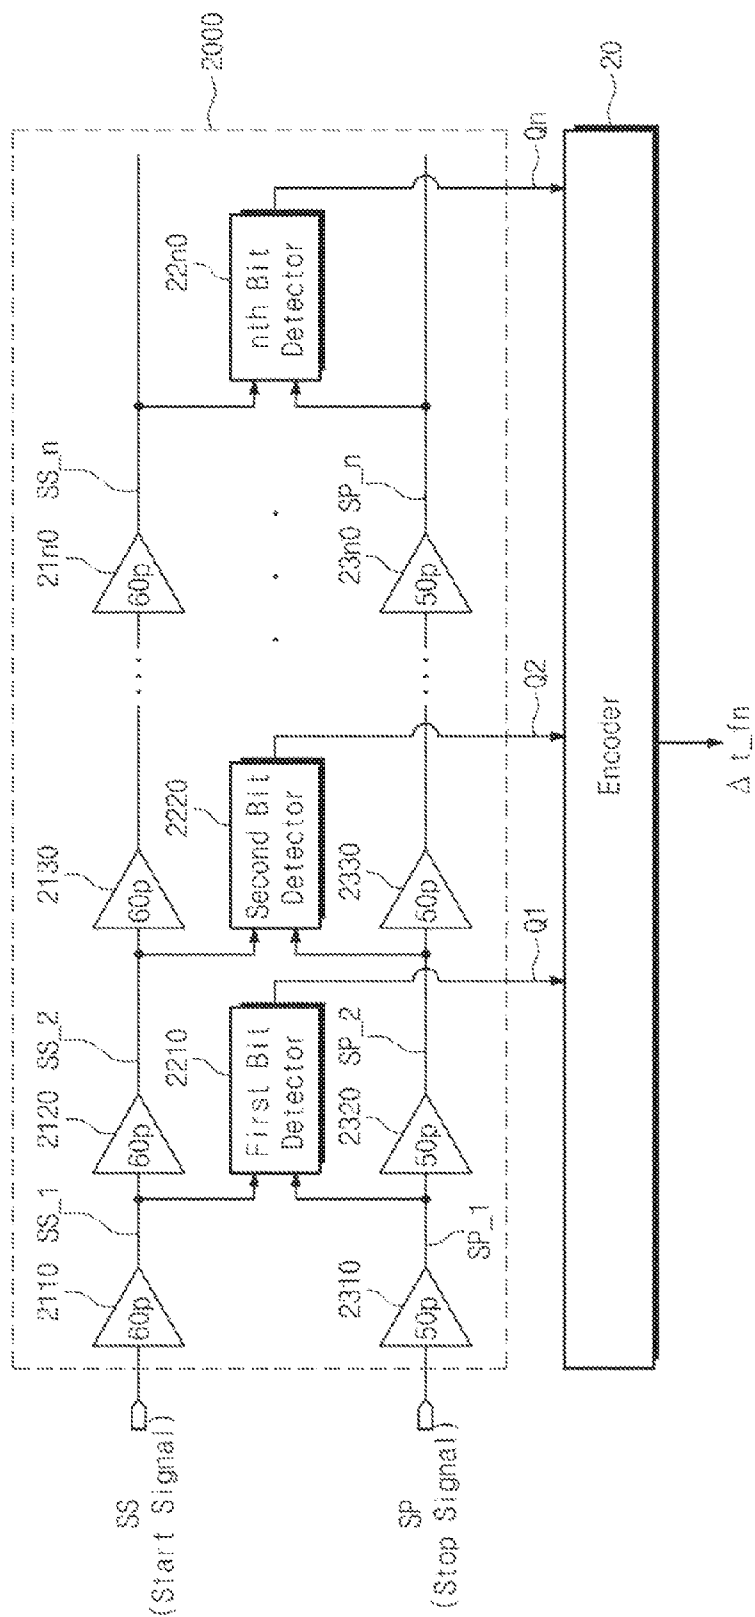 2000
SS
(Start Signal)
2110
60p
SS_1
2120
60p
SS_2
2130
60p
21n0
60p
SS_n
2210
First Bit
Detector
2220
Second Bit
Detector
22n0
nth Bit
Detector
SP
(Stop Signal)
2310
50p
SP_1
2320
50p
SP_2
2330
50p
23n0
50p
SP_n
Q1
Q2
Qn
20
Encoder
Δ t_fn